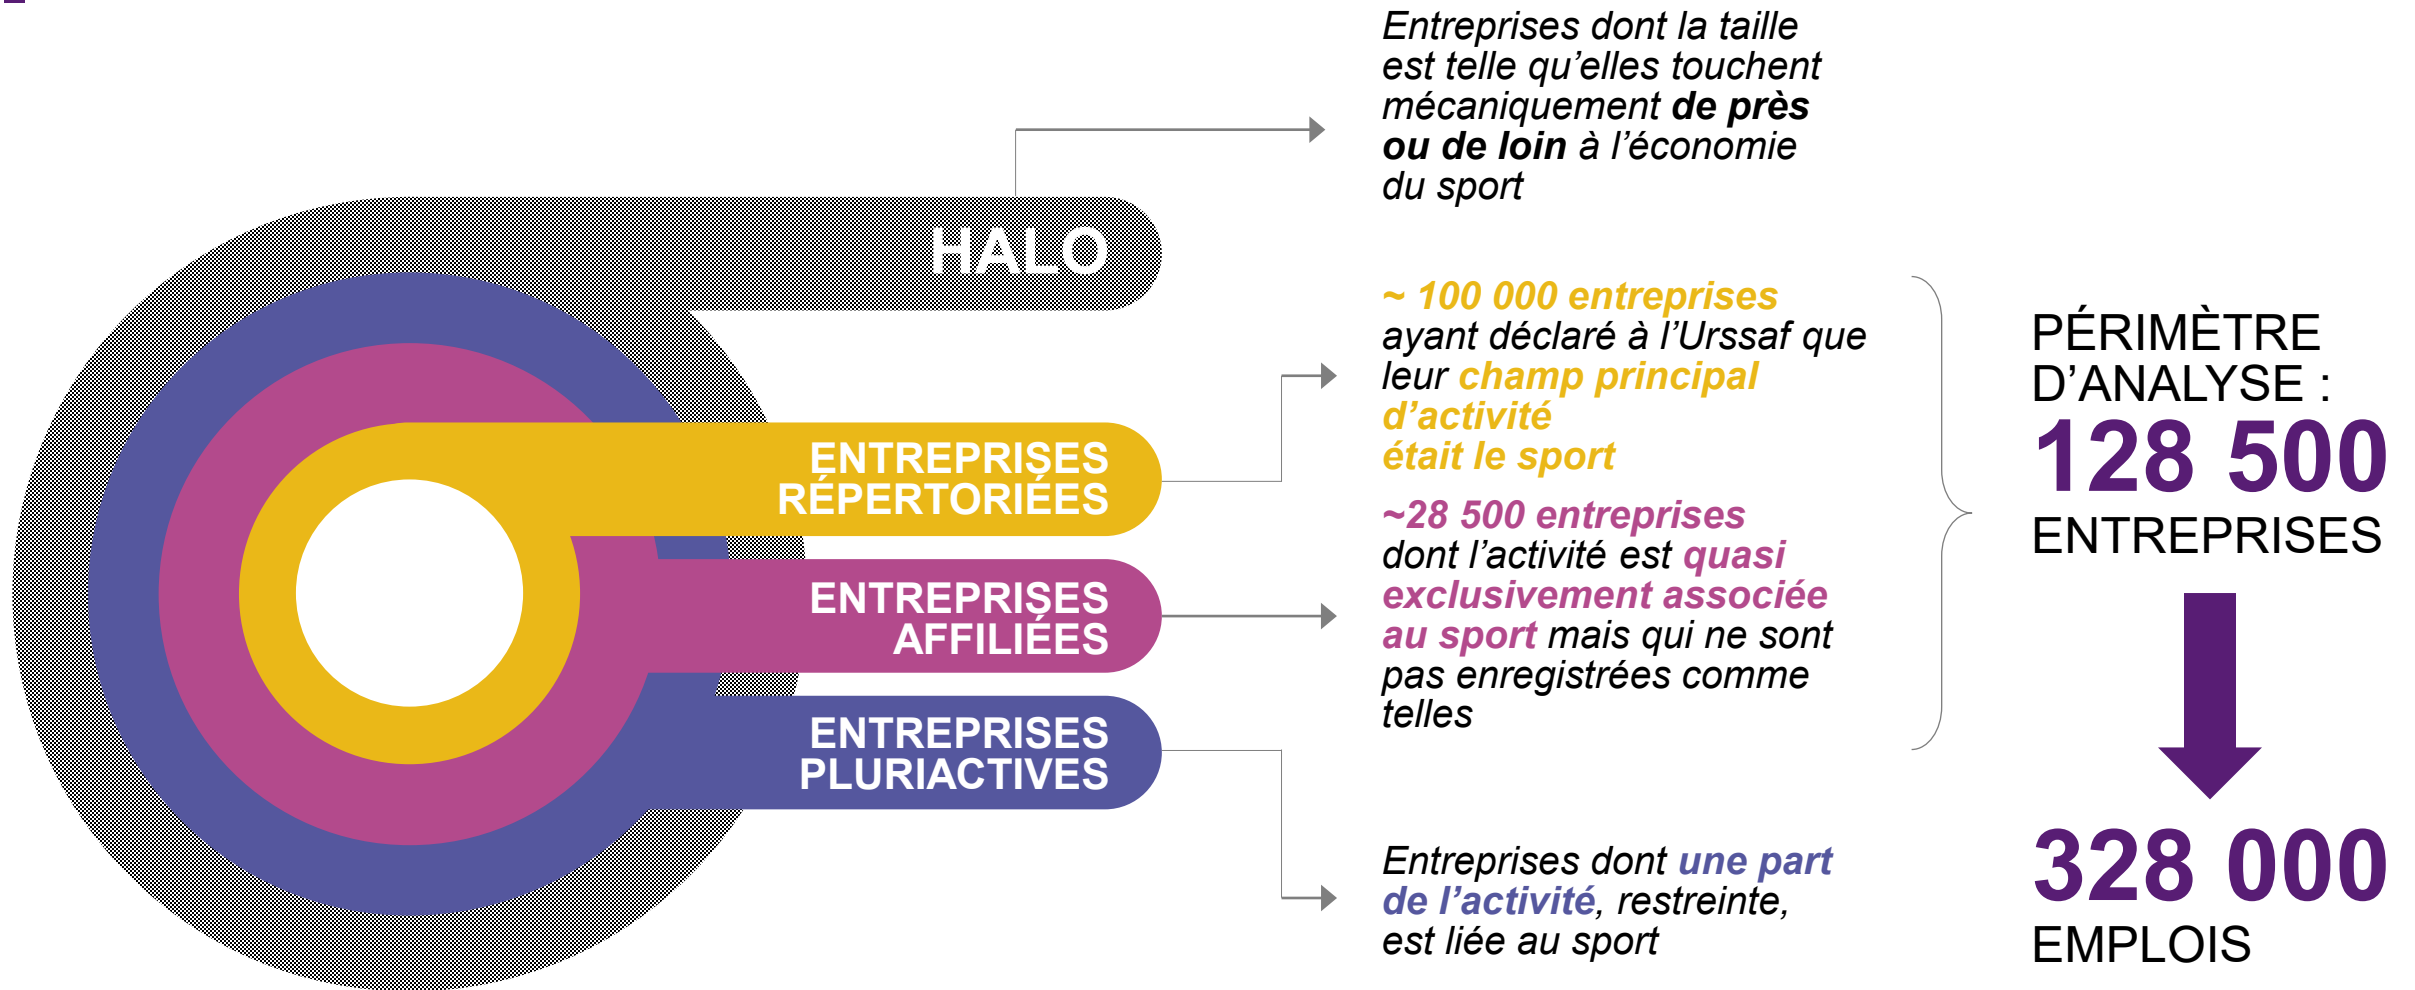 Entreprises dont la taille
est telle qu’elles touchent
mécaniquement de près
ou de loin à l’économie
du sport
HALO
~ 100 000 entreprises
ayant déclaré à l’Urssaf que
leur champ principal
d’activité
était le sport
ENTREPRISES
RÉPERTORIÉES
~28 500 entreprises
dont l’activité est quasi
exclusivement associée
au sport mais qui ne sont
pas enregistrées comme
telles
ENTREPRISES
AFFILIÉES
ENTREPRISES
PLURIACTIVES
Entreprises dont une part
de l’activité, restreinte,
est liée au sport
PÉRIMÈTRE
D’ANALYSE :
128 500
ENTREPRISES
328 000
EMPLOIS